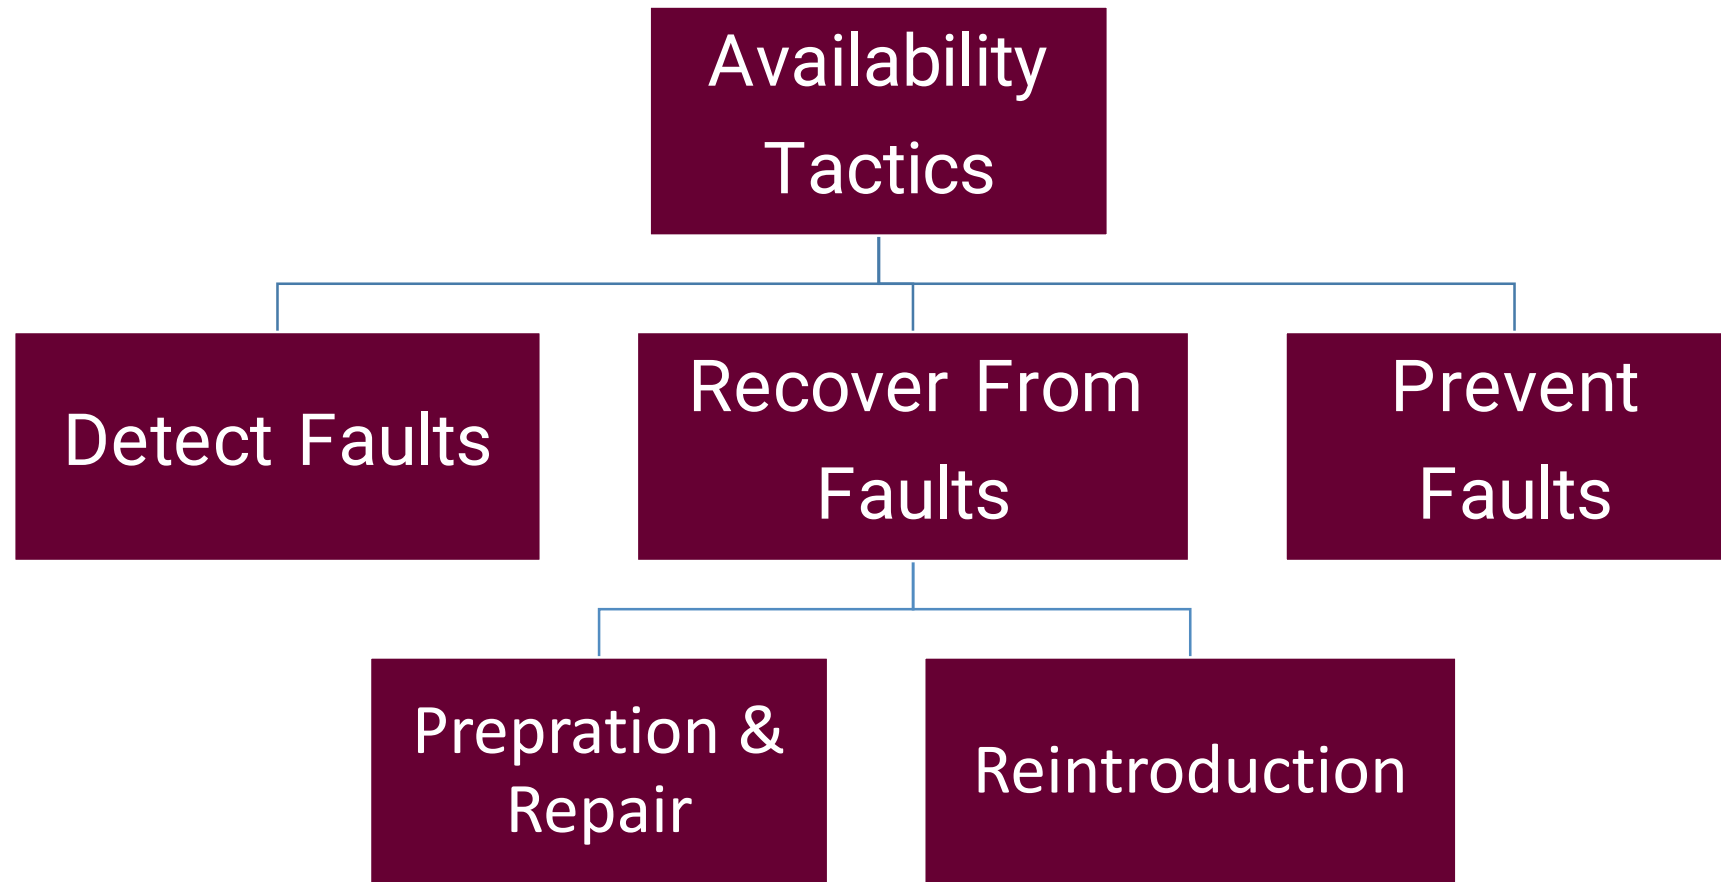 Availability
Tactics
Detect Faults
Recover From
Faults
Prevent
Faults
Prepration &
Repair
Reintroduction